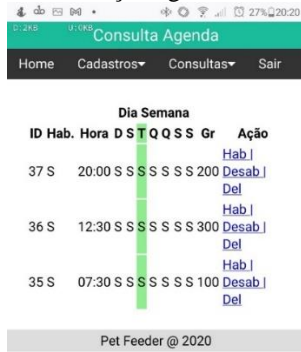 27% 20:20
D:2KB U:0KB
Consulta Agenda
Home Cadastros Consultas Sair
Dia Semana
ID Hab. Hora D S T Q Q S S Gr Ação
Hab |
37 S 20:00 S S S S S S S 200 Desab |
Del
Hab |
36 S 12:30 S S S S S S S 300 Desab |
Del
Hab |
35 S 07:30 S S S S S S S 100 Desab |
Del
Pet Feeder @ 2020